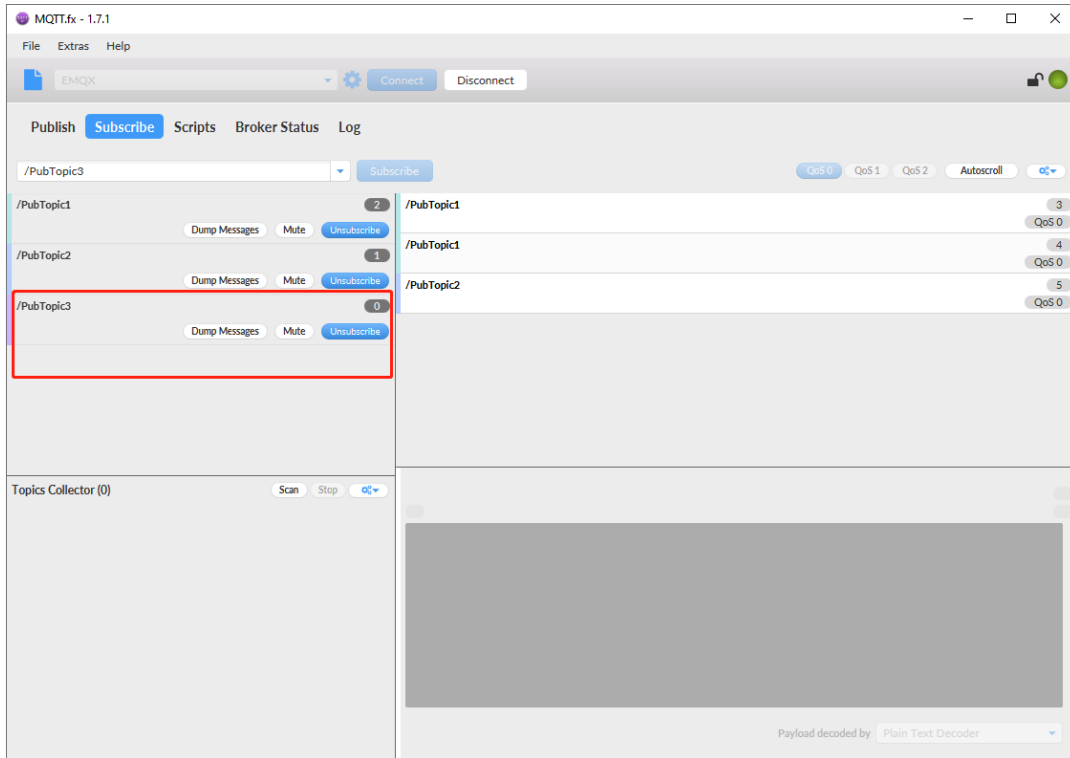 MQTT.fx - 1.7.1
File Extras Help
EMQX Connect Disconnect
Publish Subscribe Scripts Broker Status Log
/PubTopic3 Subscribe QoS 0 QoS 1 QoS 2 Autoscroll
/PubTopic1 2
Dump Messages Mute Unsubscribe
/PubTopic2 1
Dump Messages Mute Unsubscribe
/PubTopic3 0
Dump Messages Mute Unsubscribe
/PubTopic1 3
QoS 0
/PubTopic1 4
QoS 0
/PubTopic2 5
QoS 0
Topics Collector (0) Scan Stop
Payload decoded by Plain Text Decoder